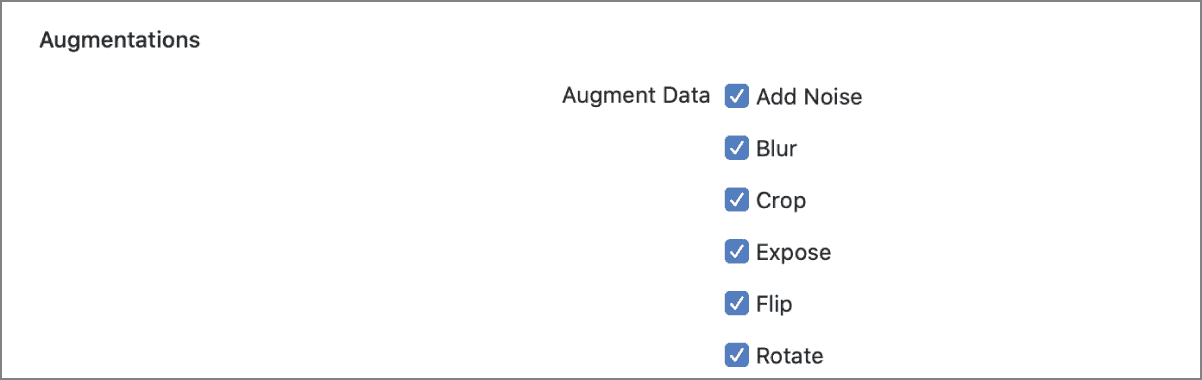 Augmentations
Augment Data Add Noise
Blur
Crop
Expose
Flip
Rotate